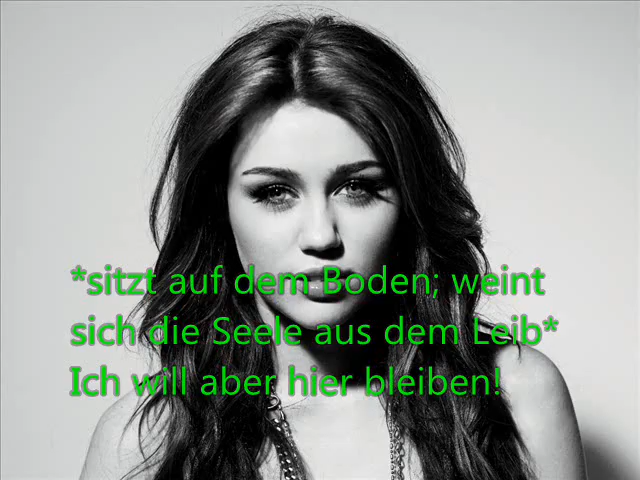 *sitzt auf dem Boden; weint
sich die Seele aus dem Leib*
Ich will aber hier bleiben!